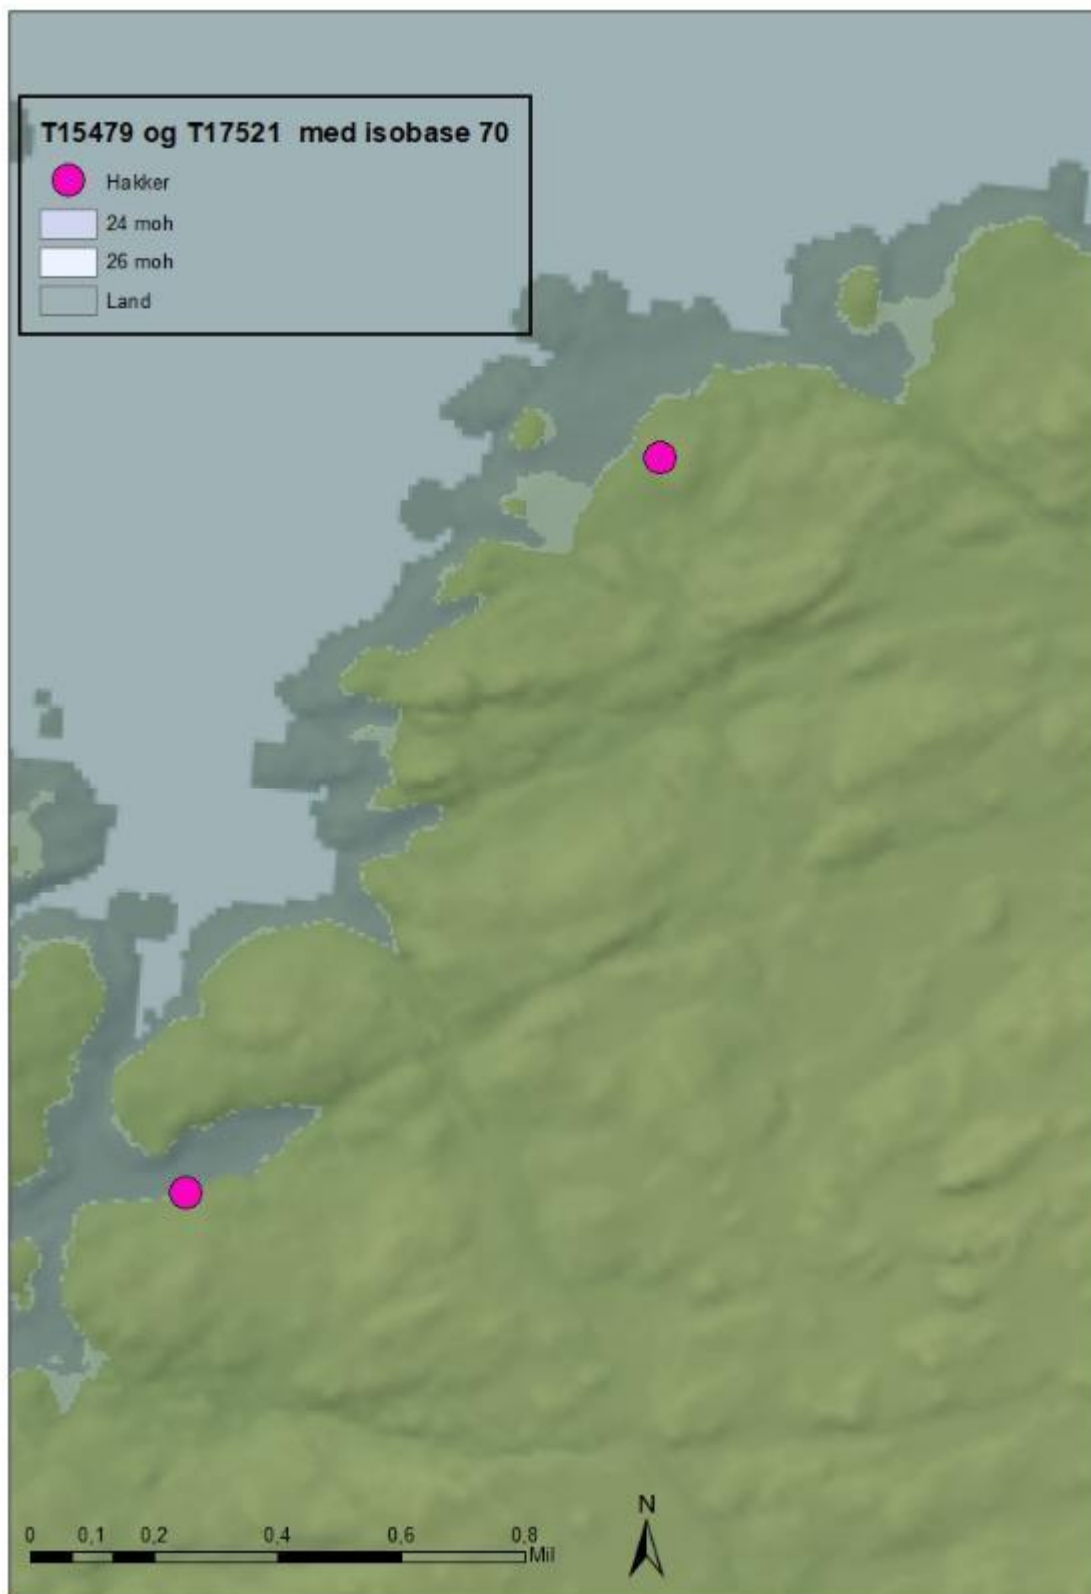 T15479 og T17521 med isobase 70
Hakker
24 moh
26 moh
Land
N
0 0,1 0,2 0,4 0,6 0,8
Mil